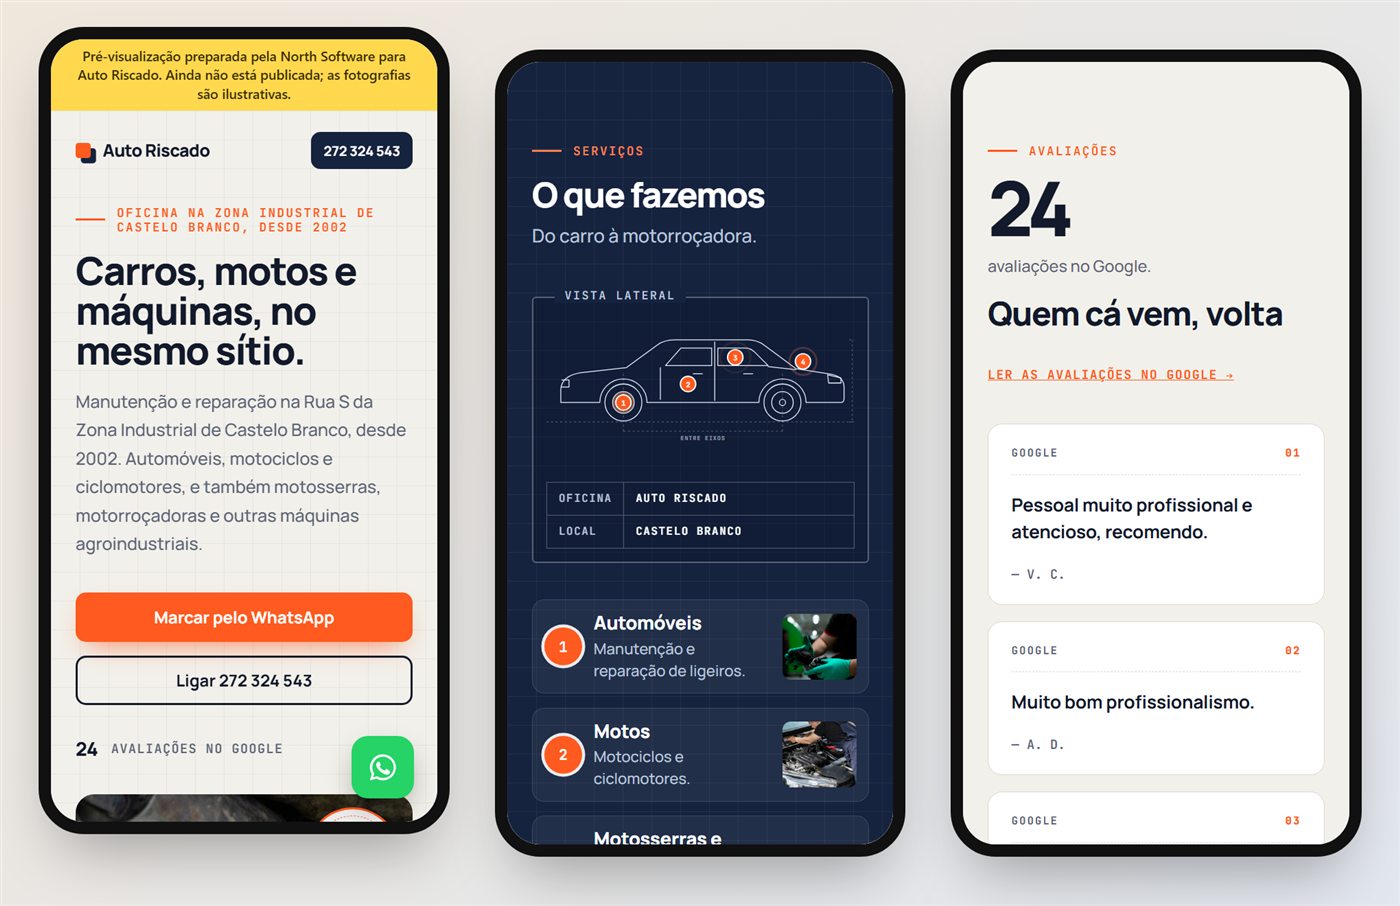 Pré-visualização preparada pela North Software para
Auto Riscado. Ainda não está publicada; as fotografias
são ilustrativas.
Auto Riscado
272 324 543
OFICINA NA ZONA INDUSTRIAL DE
CASTELO BRANCO, DESDE 2002
Carros, motos e
máquinas, no
mesmo sítio.
Manutenção e reparação na Rua S da
Zona Industrial de Castelo Branco, desde
2002. Automóveis, motociclos e
ciclomotores, e também motosserras,
motorroçadoras e outras máquinas
agroindustriais.
Marcar pelo WhatsApp
Ligar 272 324 543
24 AVALIAÇÕES NO GOOGLE
SERVIÇOS
O que fazemos
Do carro à motorroçadora.
VISTA LATERAL
1
2
3
4
ENTRE EIXOS
OFICINA AUTO RISCADO
LOCAL CASTELO BRANCO
1
Automóveis
Manutenção e
reparação de ligeiros.
2
Motos
Motociclos e
ciclomotores.
Motosserras e
AVALIAÇÕES
24
avaliações no Google.
Quem cá vem, volta
LER AS AVALIAÇÕES NO GOOGLE →
GOOGLE 01
Pessoal muito profissional e
atencioso, recomendo.
— V. C.
GOOGLE 02
Muito bom profissionalismo.
— A. D.
GOOGLE 03